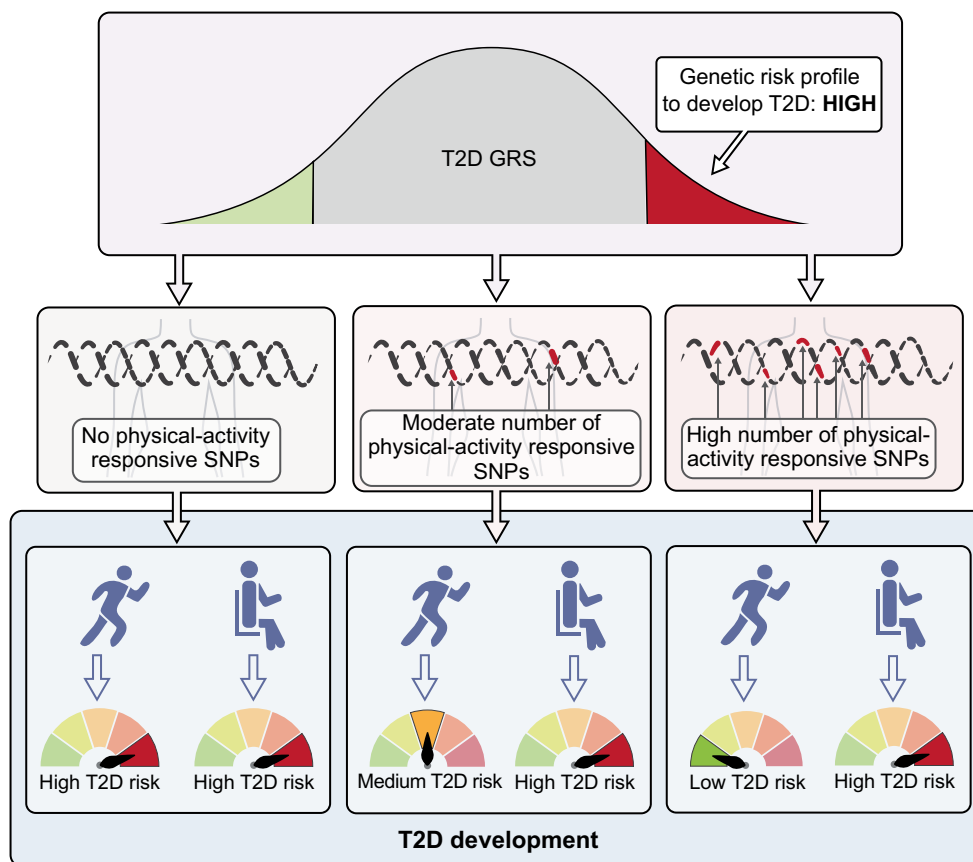 Genetic risk profile
to develop T2D: HIGH
T2D GRS
No physical-activity
responsive SNPs
Moderate number of
physical-activity responsive
SNPs
High number of physical-
activity responsive SNPs
High T2D risk
High T2D risk
Medium T2D risk
High T2D risk
Low T2D risk
High T2D risk
T2D development